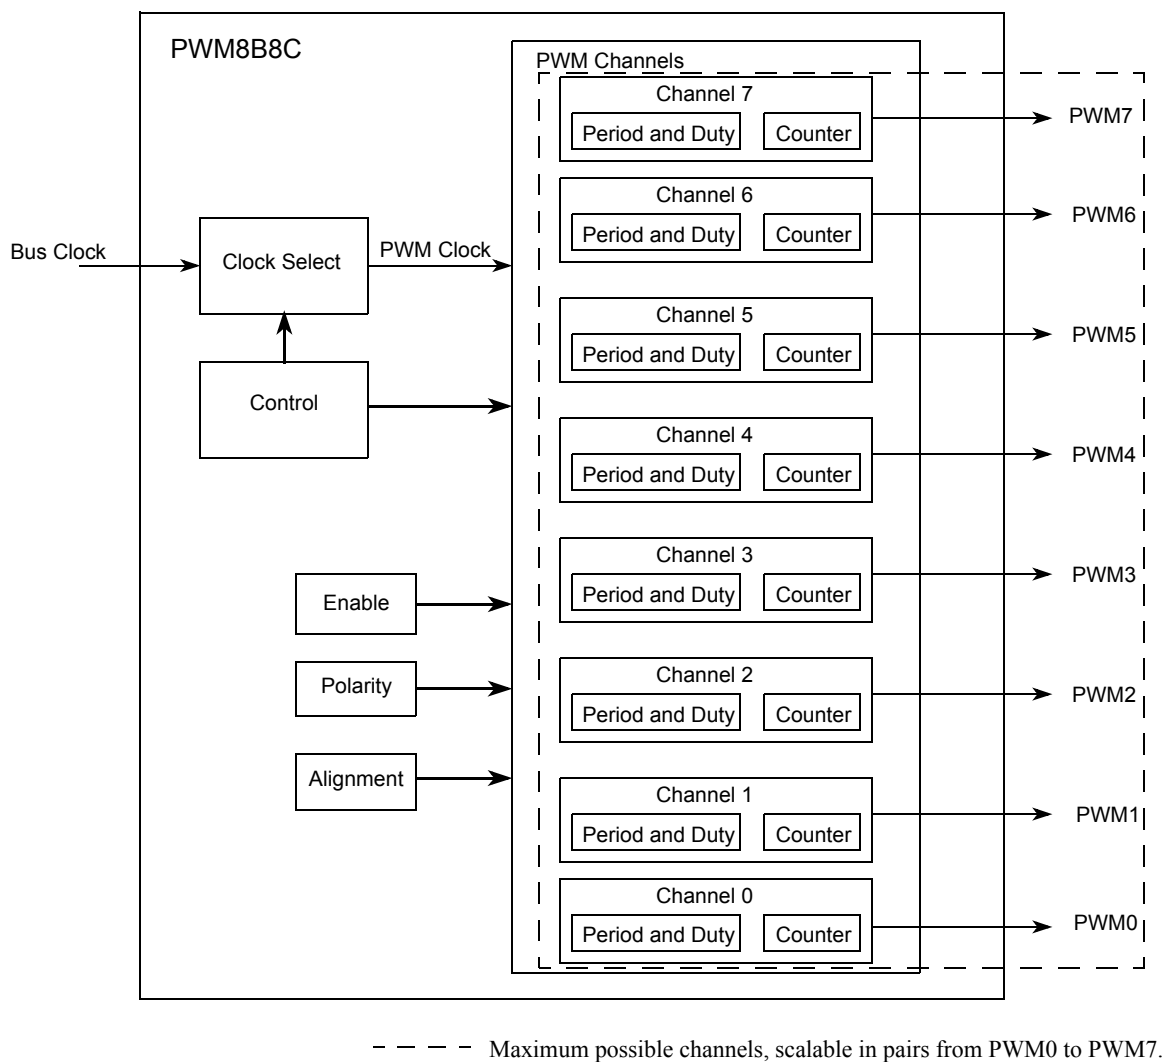 PWM8B8C
PWM Channels
Channel 7
Period and Duty
Counter
PWM7
Channel 6
Period and Duty
Counter
PWM6
Bus Clock
Clock Select
PWM Clock
Channel 5
Period and Duty
Counter
PWM5
Control
Channel 4
Period and Duty
Counter
PWM4
Channel 3
Period and Duty
Counter
PWM3
Enable
Polarity
Channel 2
Period and Duty
Counter
PWM2
Alignment
Channel 1
Period and Duty
Counter
PWM1
Channel 0
Period and Duty
Counter
PWM0
Maximum possible channels, scalable in pairs from PWM0 to PWM7.